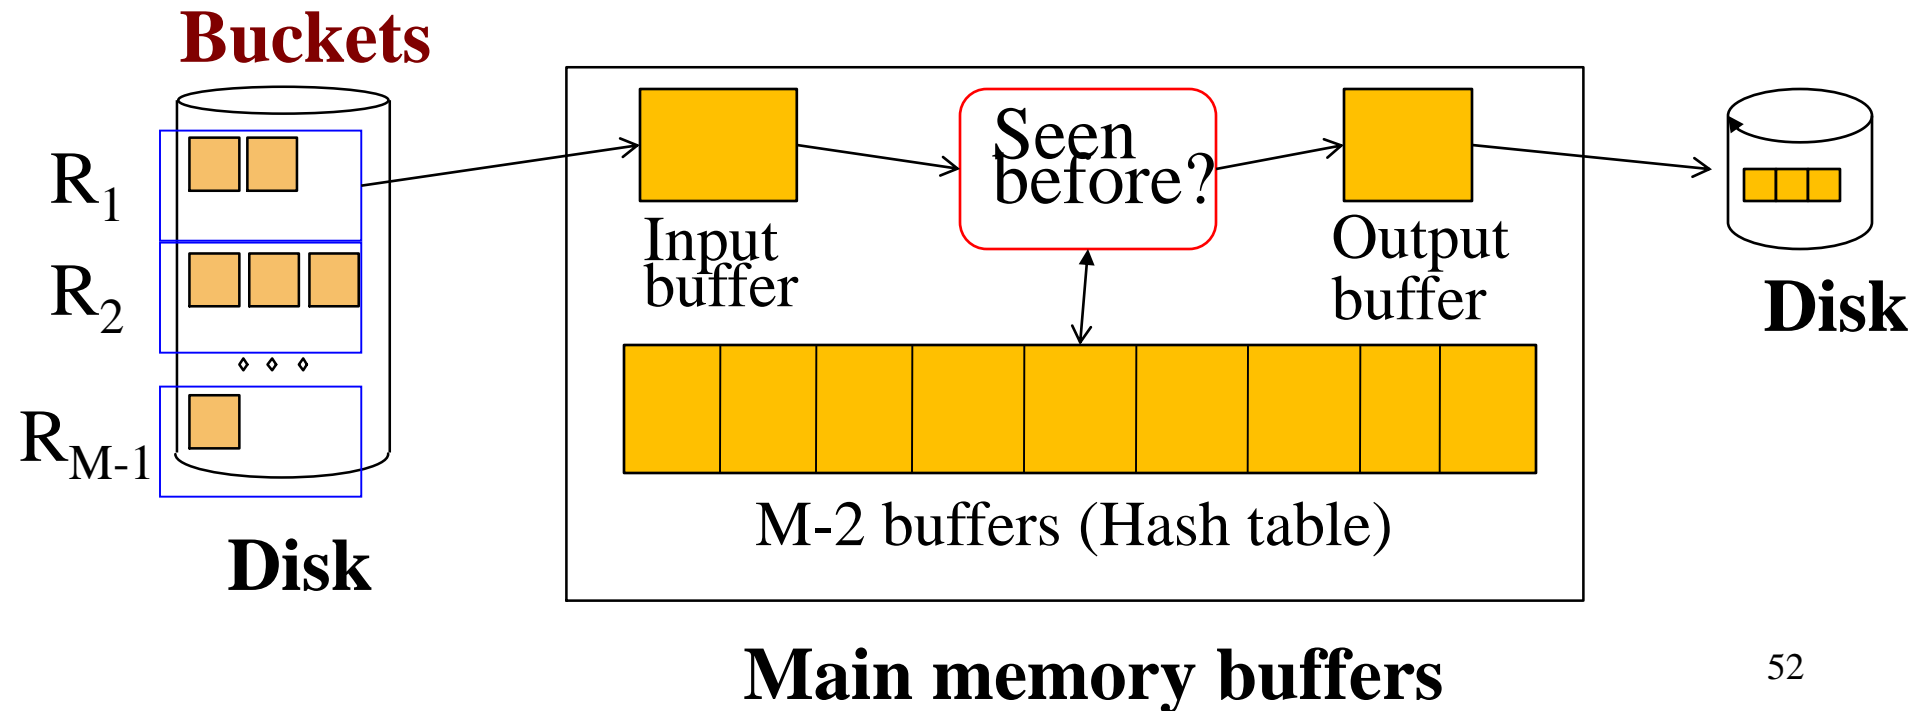 Buckets
R1
R2
RM-1
Disk
Input
buffer
Seen
before?
Output
buffer
M-2 buffers (Hash table)
Main memory buffers
Disk
52